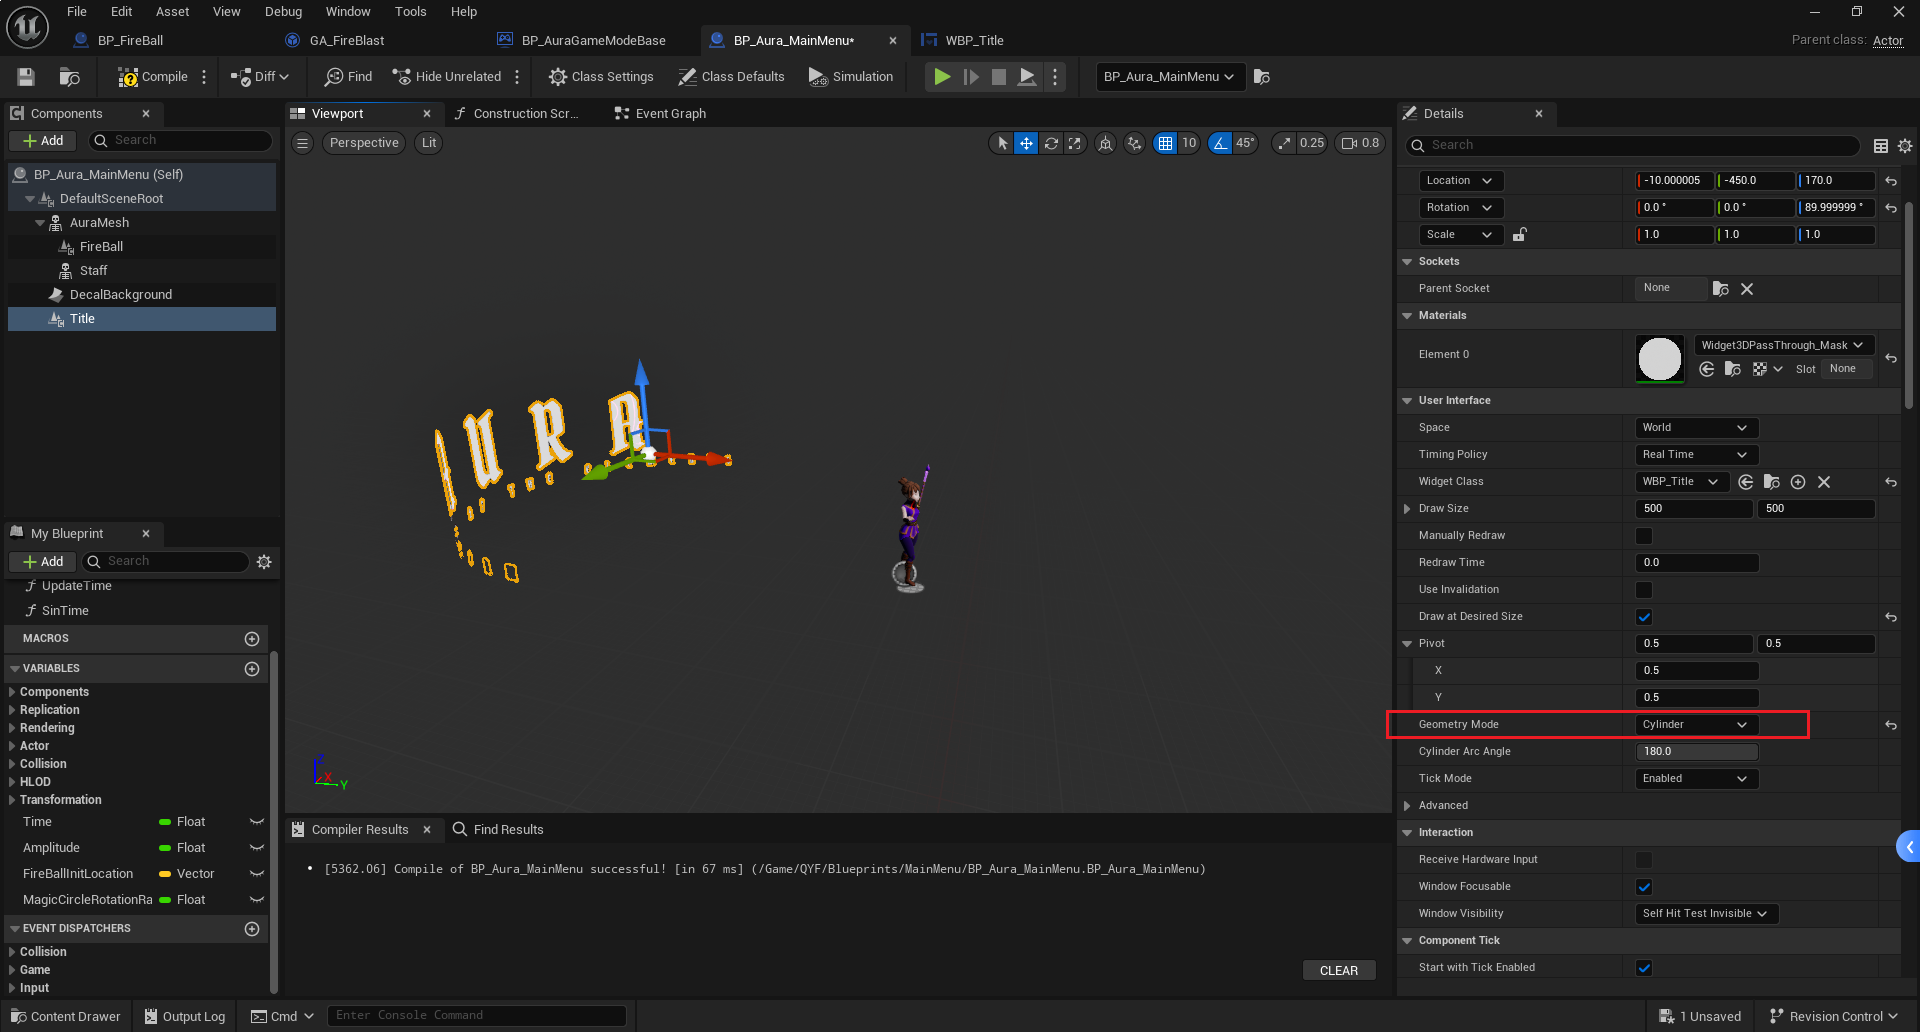 File Edit Asset View Debug Window Tools Help
BP_FireBall GA_FireBlast BP_AuraGameModeBase BP_Aura_MainMenu* WBP_Title Parent class: Actor
Compile Diff Find Hide Unrelated Class Settings Class Defaults Simulation BP_Aura_MainMenu
Components
Add Search
BP_Aura_MainMenu (Self)
DefaultSceneRoot
AuraMesh
FireBall
Staff
DecalBackground
Title
My Blueprint
Add Search
UpdateTime
SinTime
MACROS
VARIABLES
Components
Replication
Rendering
Actor
Collision
HLOD
Transformation
Time Float
Amplitude Float
FireBallInitLocation Vector
MagicCircleRotationRa Float
EVENT DISPATCHERS
Collision
Game
Input
Viewport Construction Scr... Event Graph
Perspective Lit 10 45° 0.25 0.8
U R A
Z
X
Y
Compiler Results Find Results
• [5362.06] Compile of BP_Aura_MainMenu successful! [in 67 ms] (/Game/QYF/Blueprints/MainMenu/BP_Aura_MainMenu.BP_Aura_MainMenu)
CLEAR
Details
Search
Location -10.000005 -450.0 170.0
Rotation 0.0 ° 0.0 ° 89.999999 °
Scale 1.0 1.0 1.0
Sockets
Parent Socket None
Materials
Element 0 Widget3DPassThrough_Mask
Slot None
User Interface
Space World
Timing Policy Real Time
Widget Class WBP_Title
Draw Size 500 500
Manually Redraw
Redraw Time 0.0
Use Invalidation
Draw at Desired Size
Pivot 0.5 0.5
X 0.5
Y 0.5
Geometry Mode Cylinder
Cylinder Arc Angle 180.0
Tick Mode Enabled
Advanced
Interaction
Receive Hardware Input
Window Focusable
Window Visibility Self Hit Test Invisible
Component Tick
Start with Tick Enabled
Content Drawer Output Log Cmd Enter Console Command 1 Unsaved Revision Control